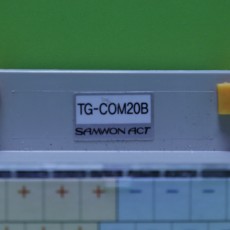 TG-COM20B
SAMWON ACT
+ + + - - -